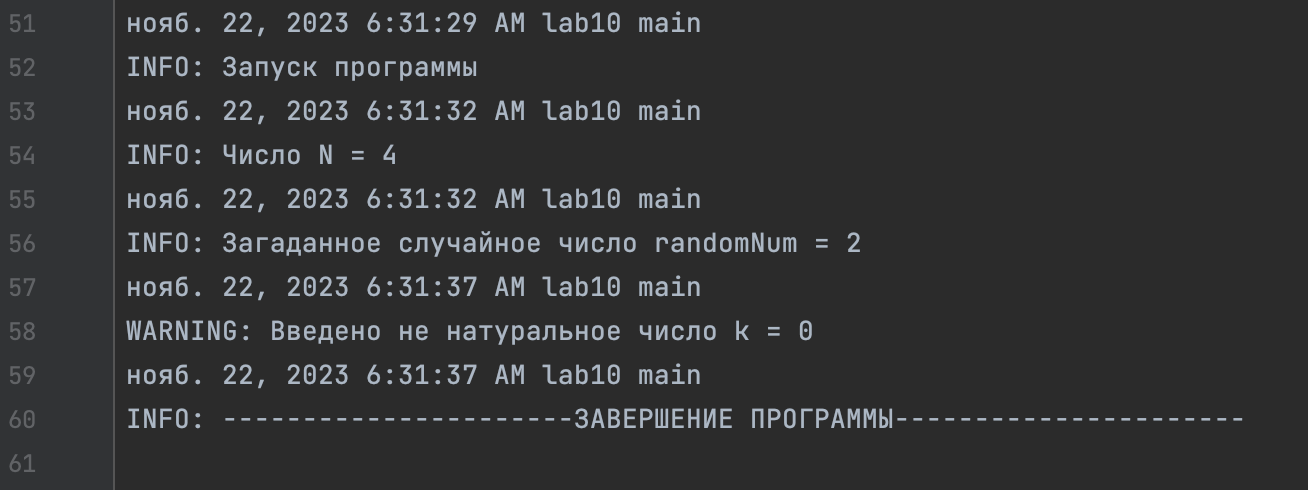 51 нояб. 22, 2023 6:31:29 AM lab10 main
52 INFO: Запуск программы
53 нояб. 22, 2023 6:31:32 AM lab10 main
54 INFO: Число N = 4
55 нояб. 22, 2023 6:31:32 AM lab10 main
56 INFO: Загаданное случайное число randomNum = 2
57 нояб. 22, 2023 6:31:37 AM lab10 main
58 WARNING: Введено не натуральное число k = 0
59 нояб. 22, 2023 6:31:37 AM lab10 main
60 INFO: ----------------------ЗАВЕРШЕНИЕ ПРОГРАММЫ----------------------
61